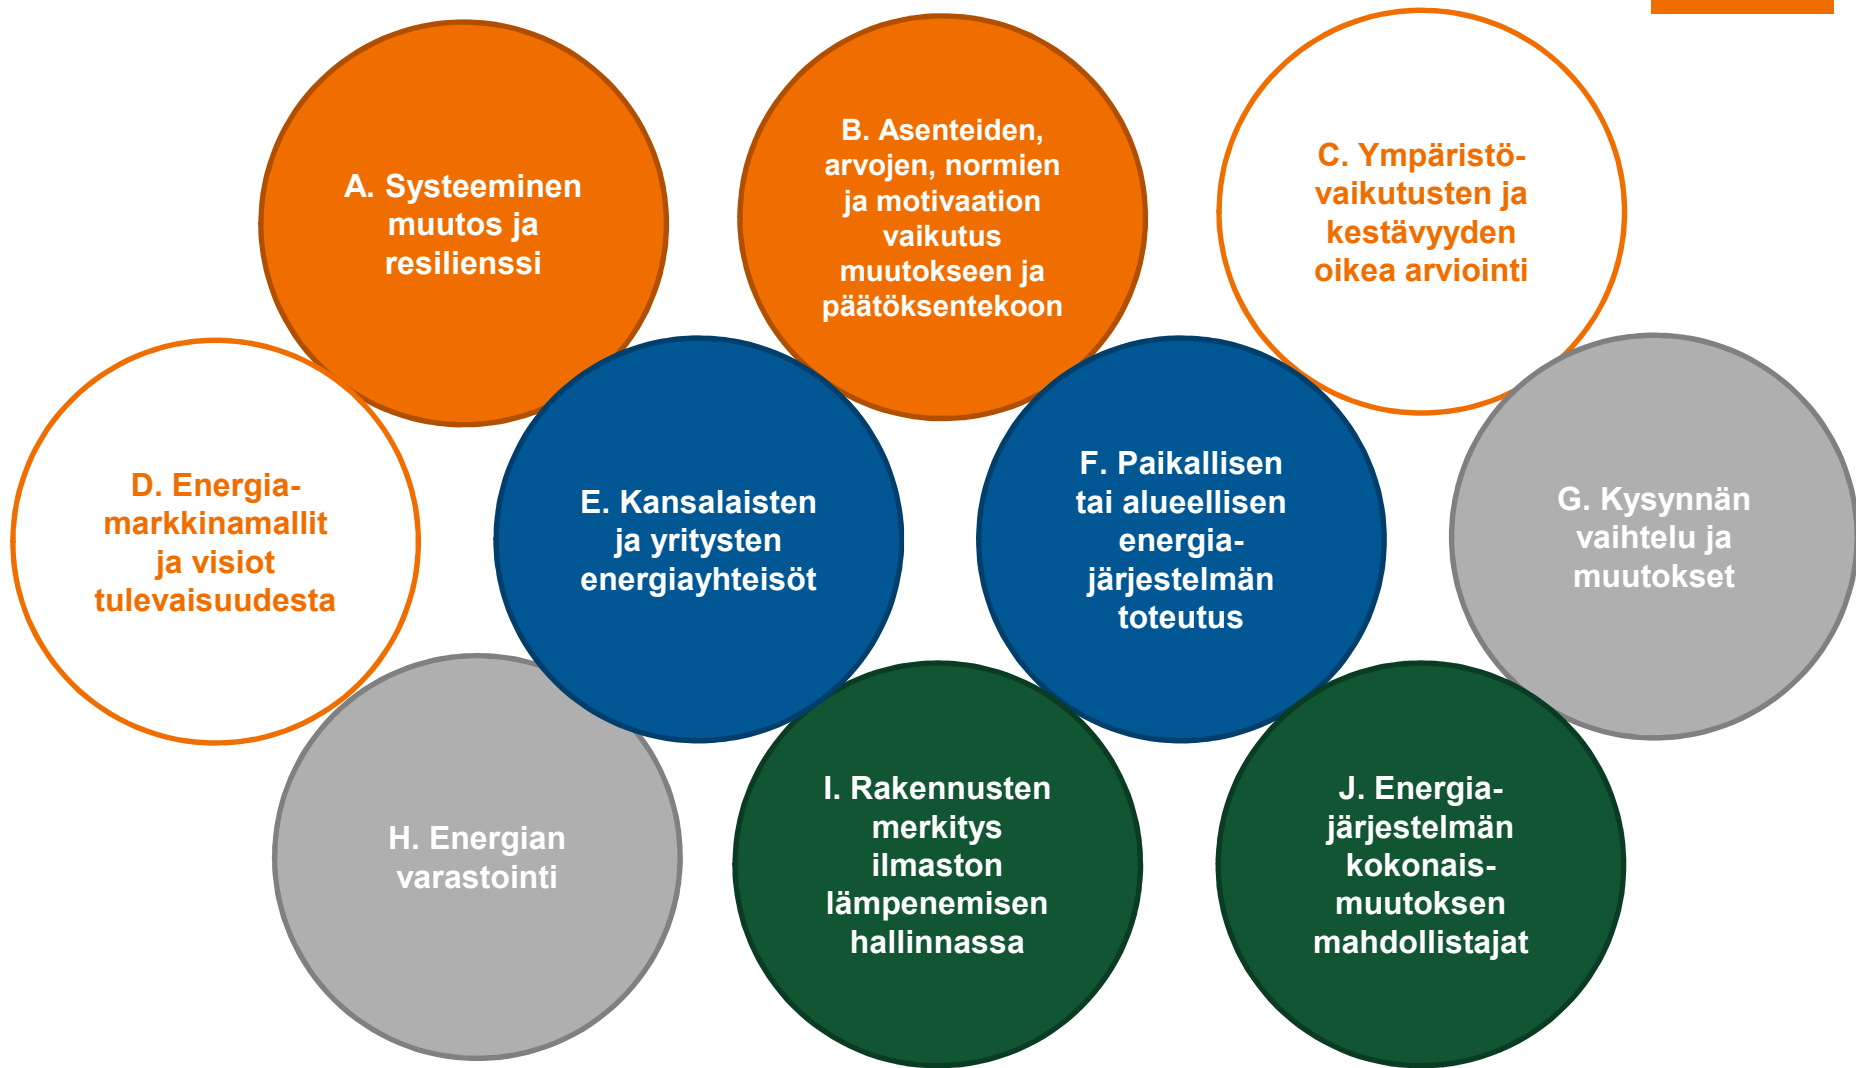 A. Systeeminen
muutos ja
resilienssi
B. Asenteiden,
arvojen, normien
ja motivaation
vaikutus
muutokseen ja
päätöksentekoon
C. Ympäristö-
vaikutusten ja
kestävyyden
oikea arviointi
D. Energia-
markkinamallit
ja visiot
tulevaisuudesta
E. Kansalaisten
ja yritysten
energiayhteisöt
F. Paikallisen
tai alueellisen
energia-
järjestelmän
toteutus
G. Kysynnän
vaihtelu ja
muutokset
H. Energian
varastointi
I. Rakennusten
merkitys
ilmaston
lämpenemisen
hallinnassa
J. Energia-
järjestelmän
kokonais-
muutoksen
mahdollistajat